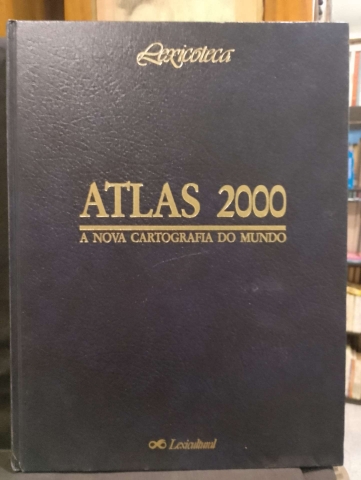 Lexicoteca
ATLAS 2000
A NOVA CARTOGRAFIA DO MUNDO
Lexicultural